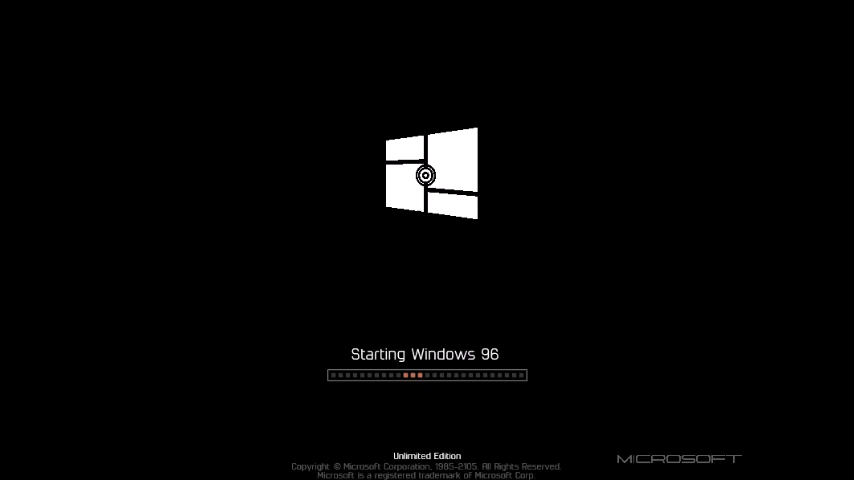 Starting Windows 96
Unlimited Edition
Copyright © Microsoft Corporation, 1985-2105. All Rights Reserved.
Microsoft is a registered trademark of Microsoft Corp.
MICROSOFT